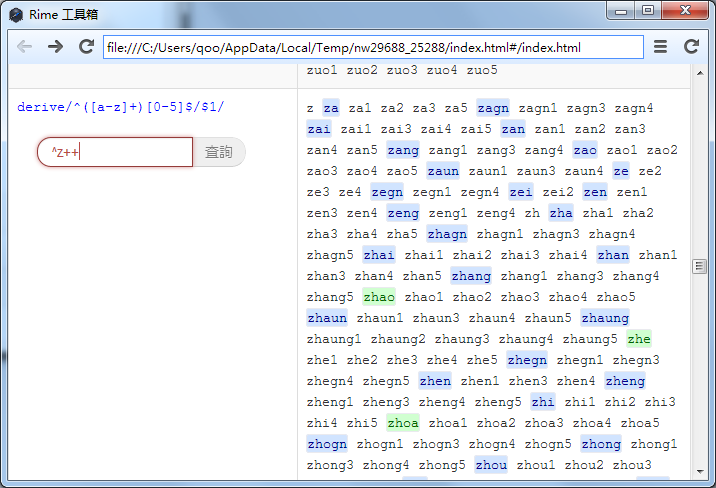 Rime 工具箱
file:///C:/Users/qoo/AppData/Local/Temp/nw29688_25288/index.html#/index.html
zuo1 zuo2 zuo3 zuo4 zuo5
derive/^([a-z]+)[0-5]$/$1/
^z++
查詢
z za za1 za2 za3 za5 zagn zagn1 zagn3 zagn4
zai zai1 zai3 zai4 zai5 zan zan1 zan2 zan3
zan4 zan5 zang zang1 zang3 zang4 zao zao1 zao2
zao3 zao4 zao5 zaun zaun1 zaun3 zaun4 ze ze2
ze3 ze4 zegn zegn1 zegn4 zei zei2 zen zen1
zen3 zen4 zeng zeng1 zeng4 zh zha zha1 zha2
zha3 zha4 zha5 zhagn zhagn1 zhagn3 zhagn4
zhagn5 zhai zhai1 zhai2 zhai3 zhai4 zhan zhan1
zhan3 zhan4 zhan5 zhang zhang1 zhang3 zhang4
zhang5 zhao zhao1 zhao2 zhao3 zhao4 zhao5
zhaun zhaun1 zhaun3 zhaun4 zhaun5 zhaung
zhaung1 zhaung2 zhaung3 zhaung4 zhaung5 zhe
zhe1 zhe2 zhe3 zhe4 zhe5 zhegn zhegn1 zhegn3
zhegn4 zhegn5 zhen zhen1 zhen3 zhen4 zheng
zheng1 zheng3 zheng4 zheng5 zhi zhi1 zhi2 zhi3
zhi4 zhi5 zhoa zhoa1 zhoa2 zhoa3 zhoa4 zhoa5
zhogn zhogn1 zhogn3 zhogn4 zhogn5 zhong zhong1
zhong3 zhong4 zhong5 zhou zhou1 zhou2 zhou3